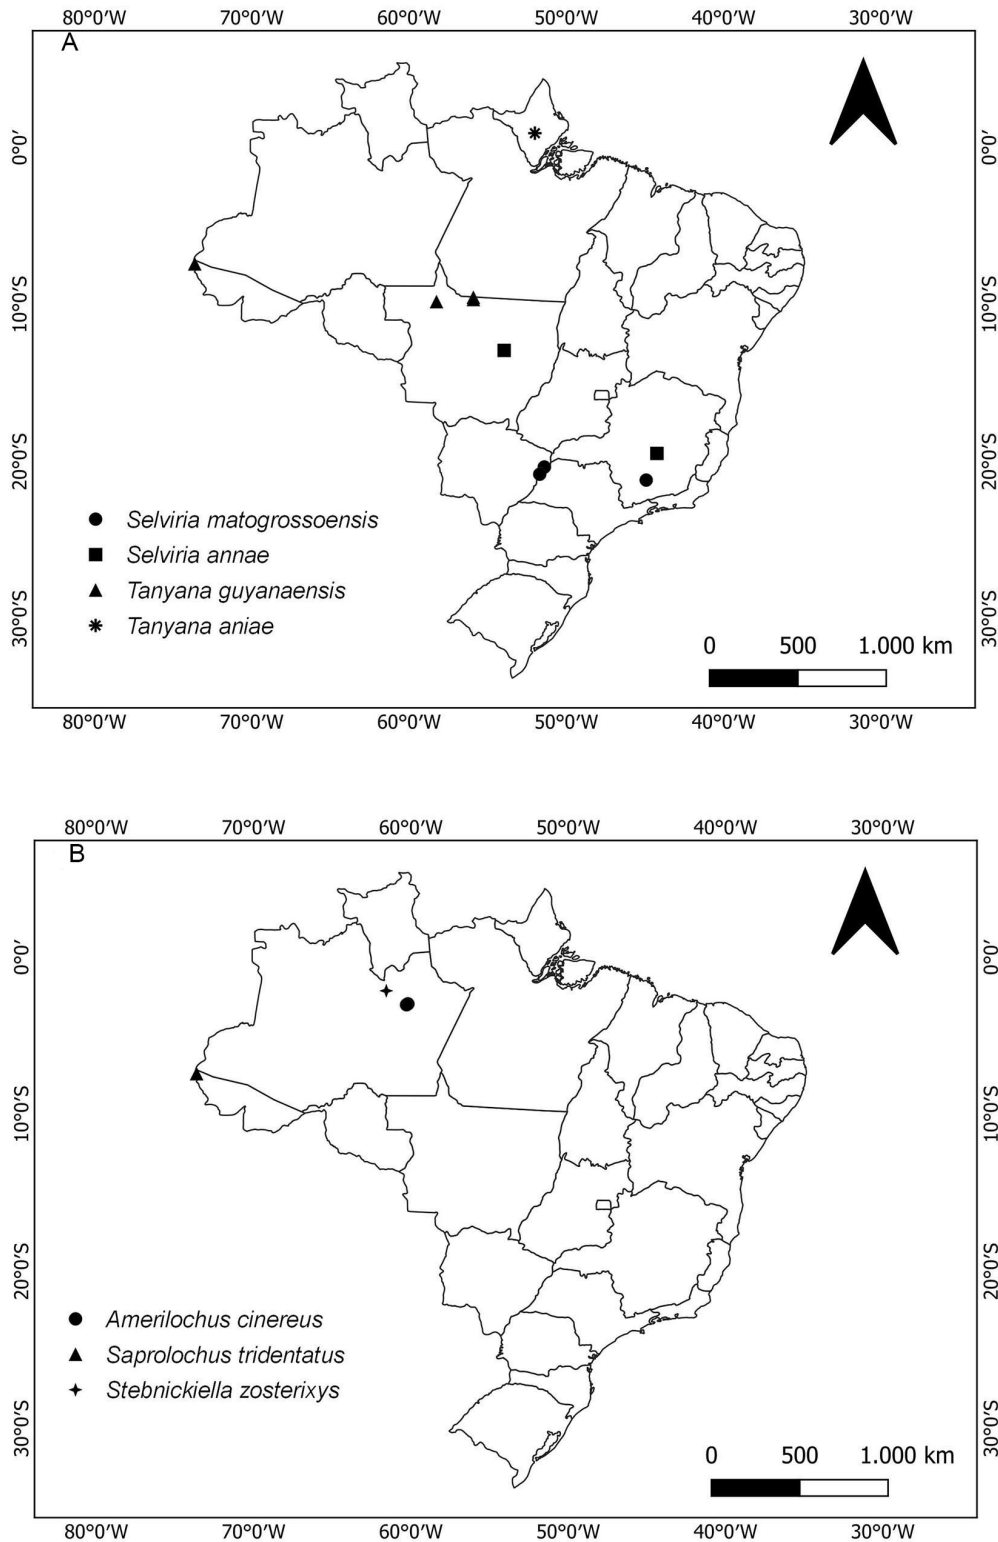 80°0'W 70°0'W 60°0'W 50°0'W 40°0'W 30°0'W
A
0°0'
0°0'
10°0'S
10°0'S
20°0'S
20°0'S
30°0'S
30°0'S
Selviria matogrossoensis
Selviria annae
Tanyana guyanaensis
Tanyana aniae
0 500 1.000 km
80°0'W 70°0'W 60°0'W 50°0'W 40°0'W 30°0'W
80°0'W 70°0'W 60°0'W 50°0'W 40°0'W 30°0'W
B
0°0'
0°0'
10°0'S
10°0'S
20°0'S
20°0'S
30°0'S
30°0'S
Amerilochus cinereus
Saprolochus tridentatus
Stebnickiella zosterixys
0 500 1.000 km
80°0'W 70°0'W 60°0'W 50°0'W 40°0'W 30°0'W